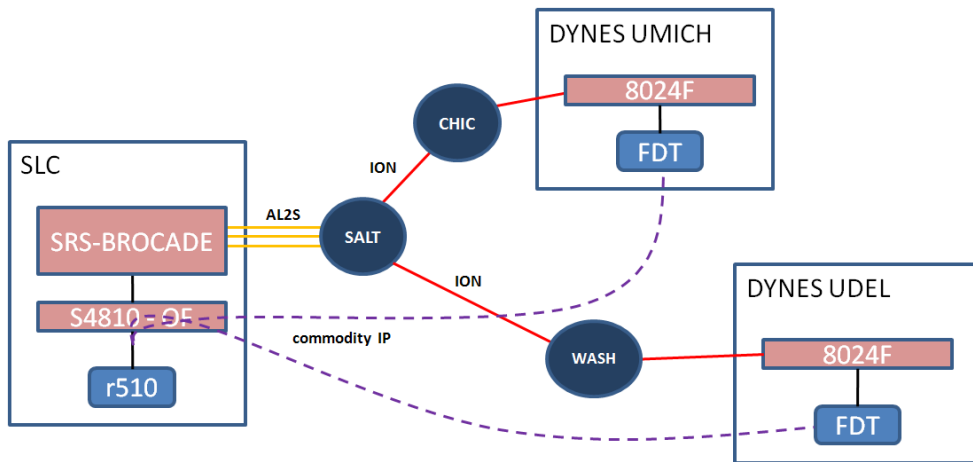 DYNES UMICH
8024F
FDT
CHIC
ION
SLC
AL2S
SRS-BROCADE
SALT
ION
DYNES UDEL
S4810 - OF
commodity IP
8024F
WASH
r510
FDT